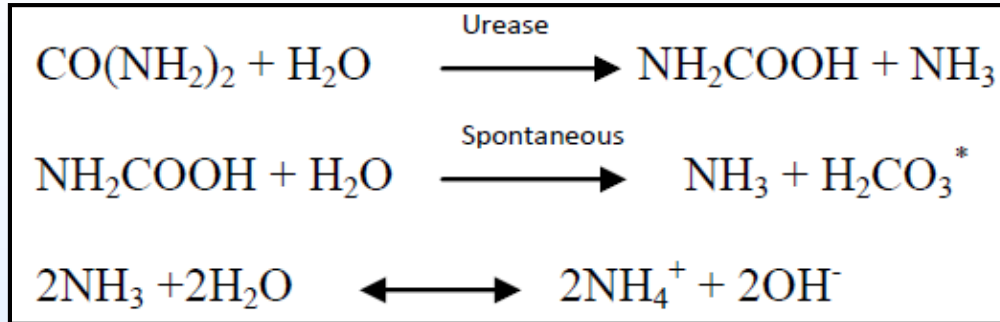 Urease
CO(NH₂)₂ + H₂O ⟶ NH₂COOH + NH₃
Spontaneous
NH₂COOH + H₂O ⟶ NH₃ + H₂CO₃*
2NH₃ +2H₂O ⟷ 2NH₄⁺ + 2OH⁻